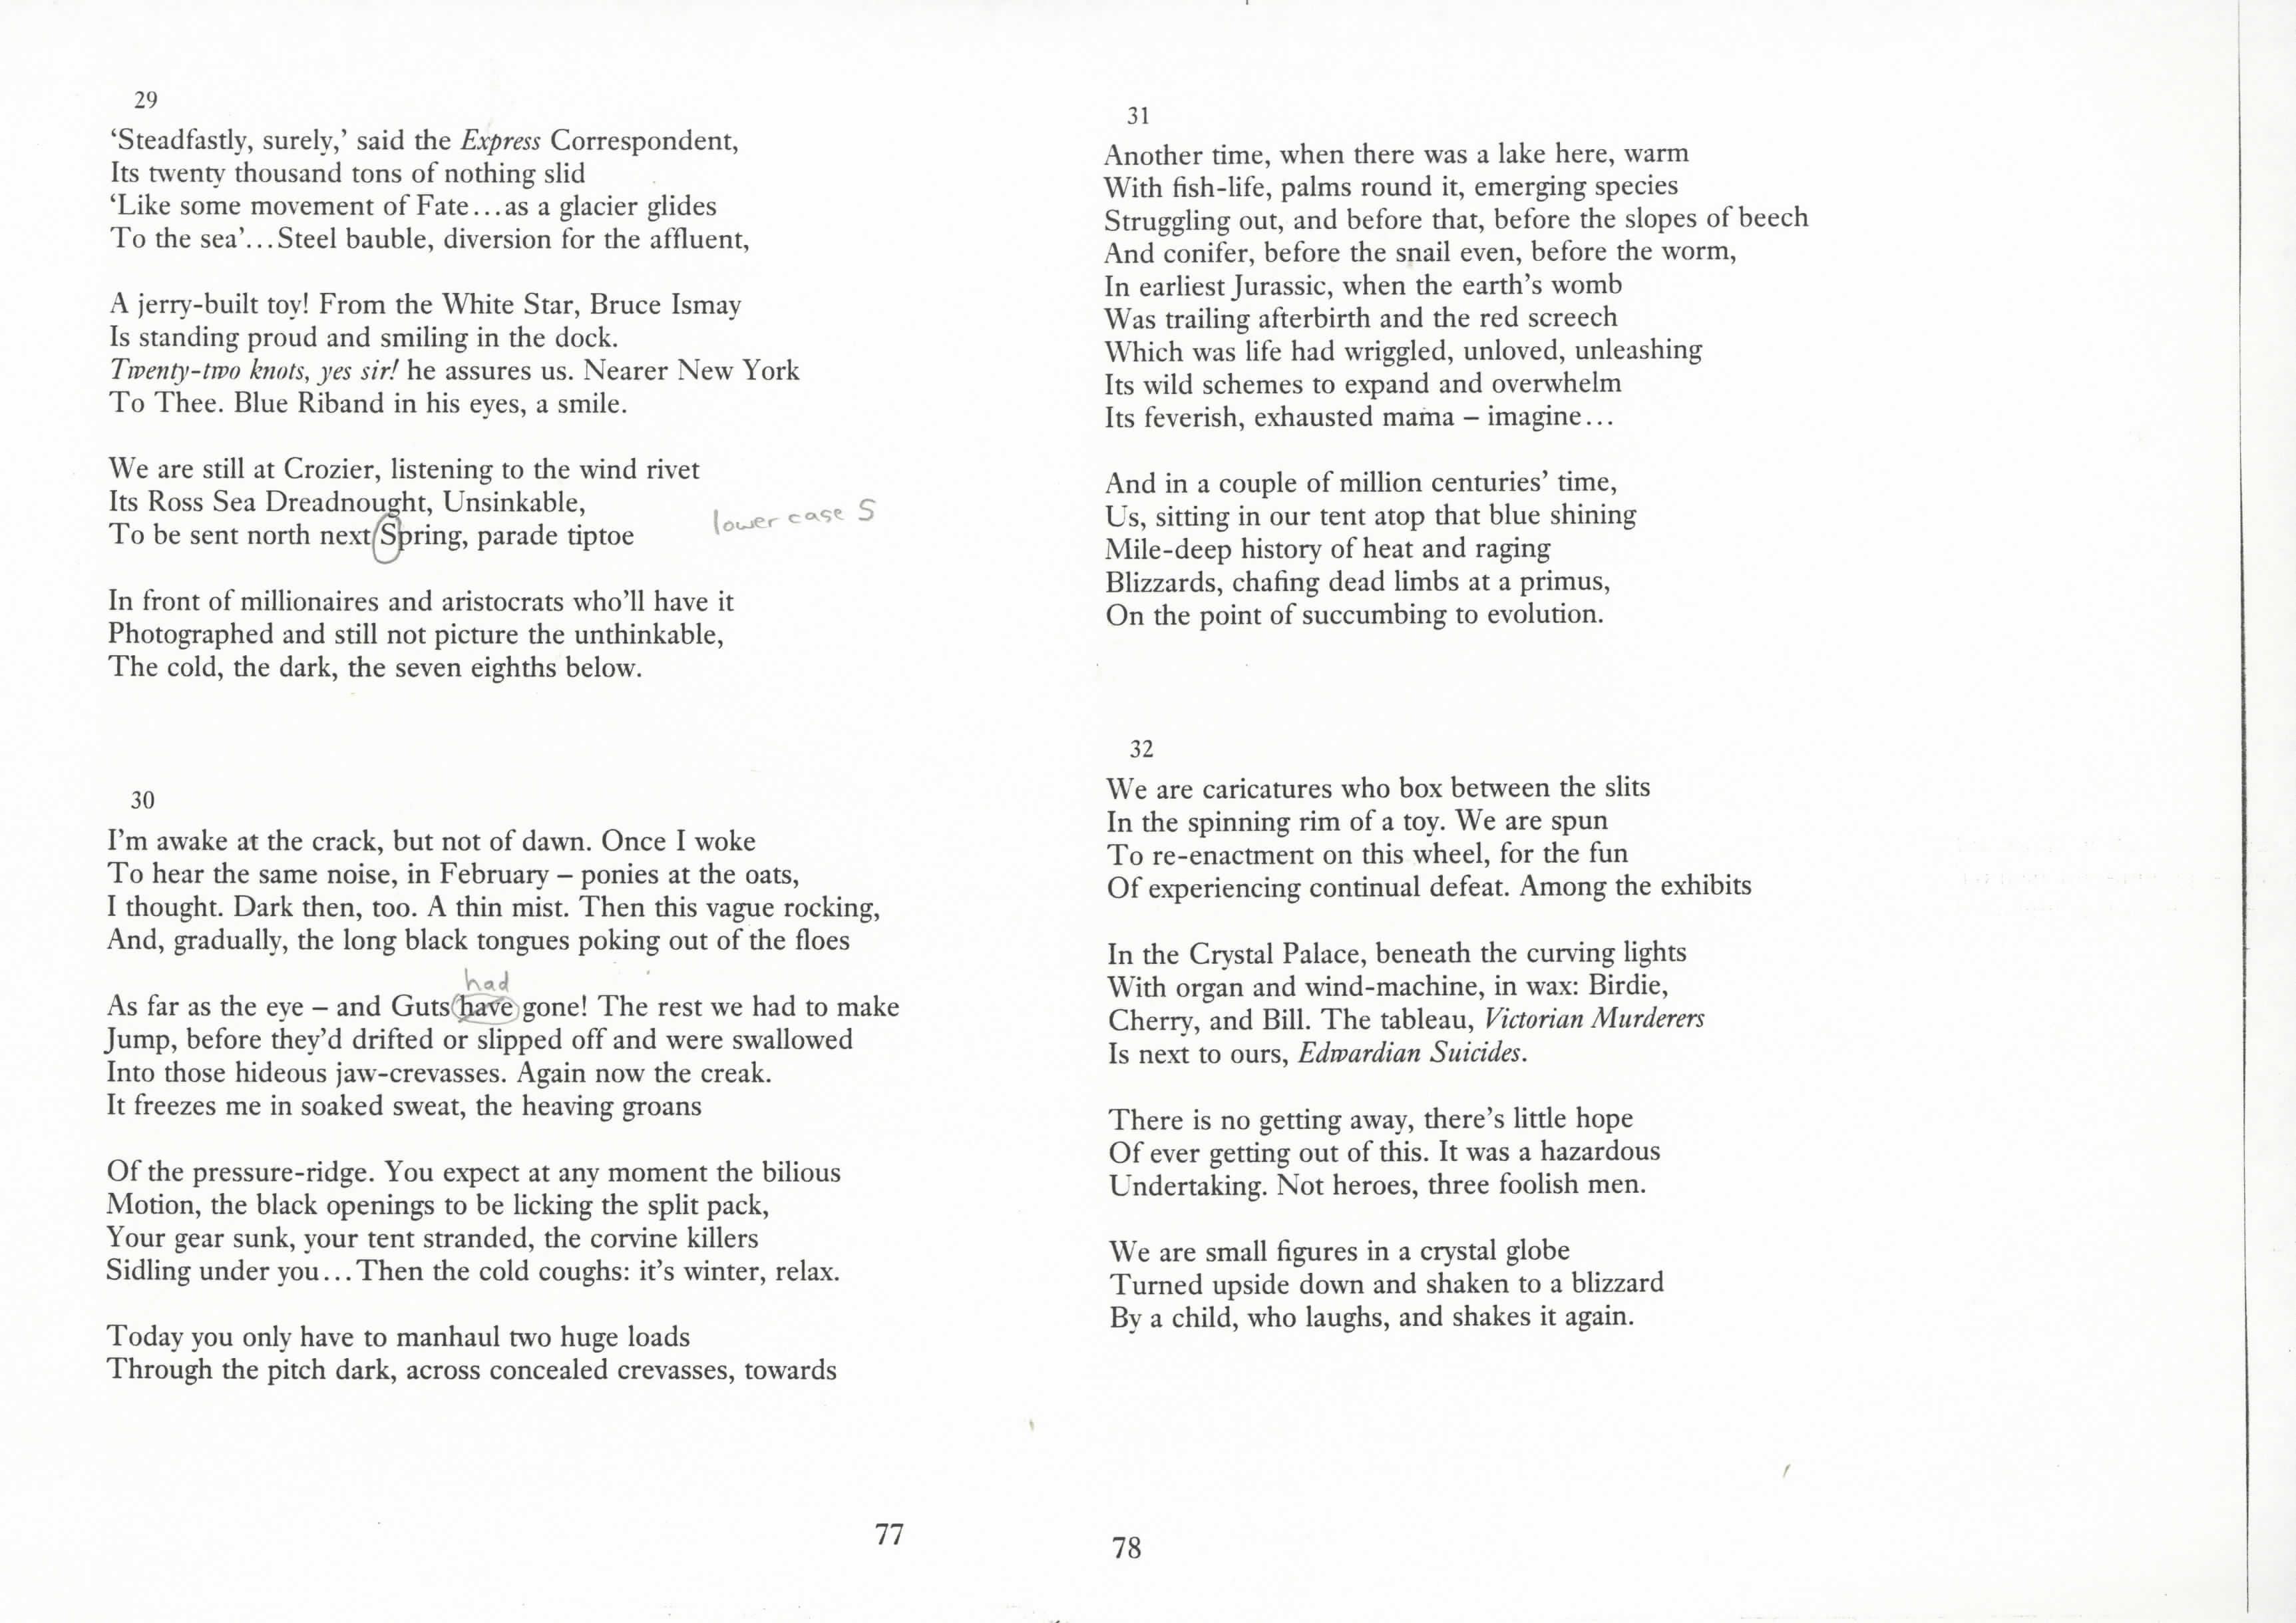 29
‘Steadfastly, surely,’ said the Express Correspondent,
Its twenty thousand tons of nothing slid
‘Like some movement of Fate...as a glacier glides
To the sea’...Steel bauble, diversion for the affluent,
A jerry-built toy! From the White Star, Bruce Ismay
Is standing proud and smiling in the dock.
Twenty-two knots, yes sir! he assures us. Nearer New York
To Thee. Blue Riband in his eyes, a smile.
We are still at Crozier, listening to the wind rivet
Its Ross Sea Dreadnought, Unsinkable,
To be sent north next Spring, parade tiptoe
lower case S
In front of millionaires and aristocrats who’ll have it
Photographed and still not picture the unthinkable,
The cold, the dark, the seven eighths below.
30
I’m awake at the crack, but not of dawn. Once I woke
To hear the same noise, in February – ponies at the oats,
I thought. Dark then, too. A thin mist. Then this vague rocking,
And, gradually, the long black tongues poking out of the floes
had
As far as the eye – and Guts have gone! The rest we had to make
Jump, before they’d drifted or slipped off and were swallowed
Into those hideous jaw-crevasses. Again now the creak.
It freezes me in soaked sweat, the heaving groans
Of the pressure-ridge. You expect at any moment the bilious
Motion, the black openings to be licking the split pack,
Your gear sunk, your tent stranded, the corvine killers
Sidling under you...Then the cold coughs: it’s winter, relax.
Today you only have to manhaul two huge loads
Through the pitch dark, across concealed crevasses, towards
77
31
Another time, when there was a lake here, warm
With fish-life, palms round it, emerging species
Struggling out, and before that, before the slopes of beech
And conifer, before the snail even, before the worm,
In earliest Jurassic, when the earth’s womb
Was trailing afterbirth and the red screech
Which was life had wriggled, unloved, unleashing
Its wild schemes to expand and overwhelm
Its feverish, exhausted mama – imagine...
And in a couple of million centuries’ time,
Us, sitting in our tent atop that blue shining
Mile-deep history of heat and raging
Blizzards, chafing dead limbs at a primus,
On the point of succumbing to evolution.
32
We are caricatures who box between the slits
In the spinning rim of a toy. We are spun
To re-enactment on this wheel, for the fun
Of experiencing continual defeat. Among the exhibits
In the Crystal Palace, beneath the curving lights
With organ and wind-machine, in wax: Birdie,
Cherry, and Bill. The tableau, Victorian Murderers
Is next to ours, Edwardian Suicides.
There is no getting away, there’s little hope
Of ever getting out of this. It was a hazardous
Undertaking. Not heroes, three foolish men.
We are small figures in a crystal globe
Turned upside down and shaken to a blizzard
By a child, who laughs, and shakes it again.
78